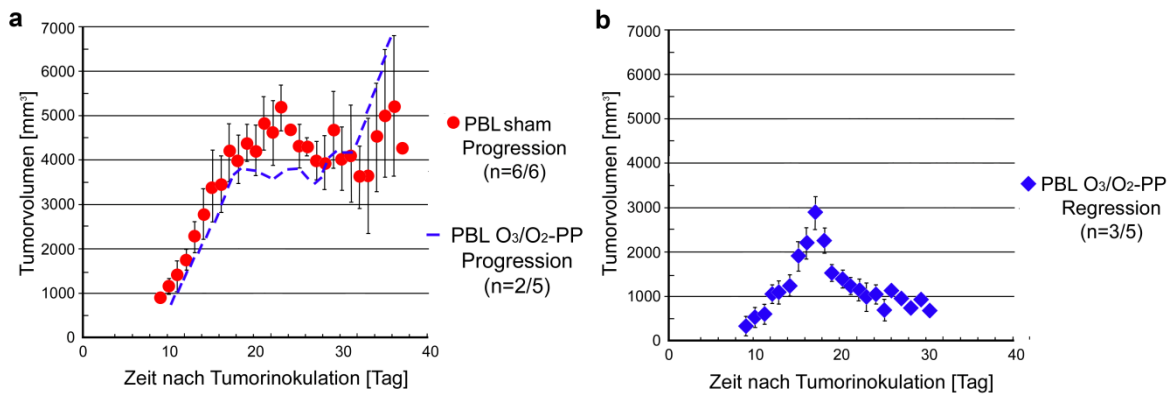 a
Tumorvolumen [mm³]
7000
6000
5000
4000
3000
2000
1000
0
0
10
20
30
40
Zeit nach Tumorinokulation [Tag]
PBL sham
Progression
(n=6/6)
PBL O₃/O₂-PP
Progression
(n=2/5)
b
Tumorvolumen [mm³]
7000
6000
5000
4000
3000
2000
1000
0
0
10
20
30
40
Zeit nach Tumorinokulation [Tag]
PBL O₃/O₂-PP
Regression
(n=3/5)